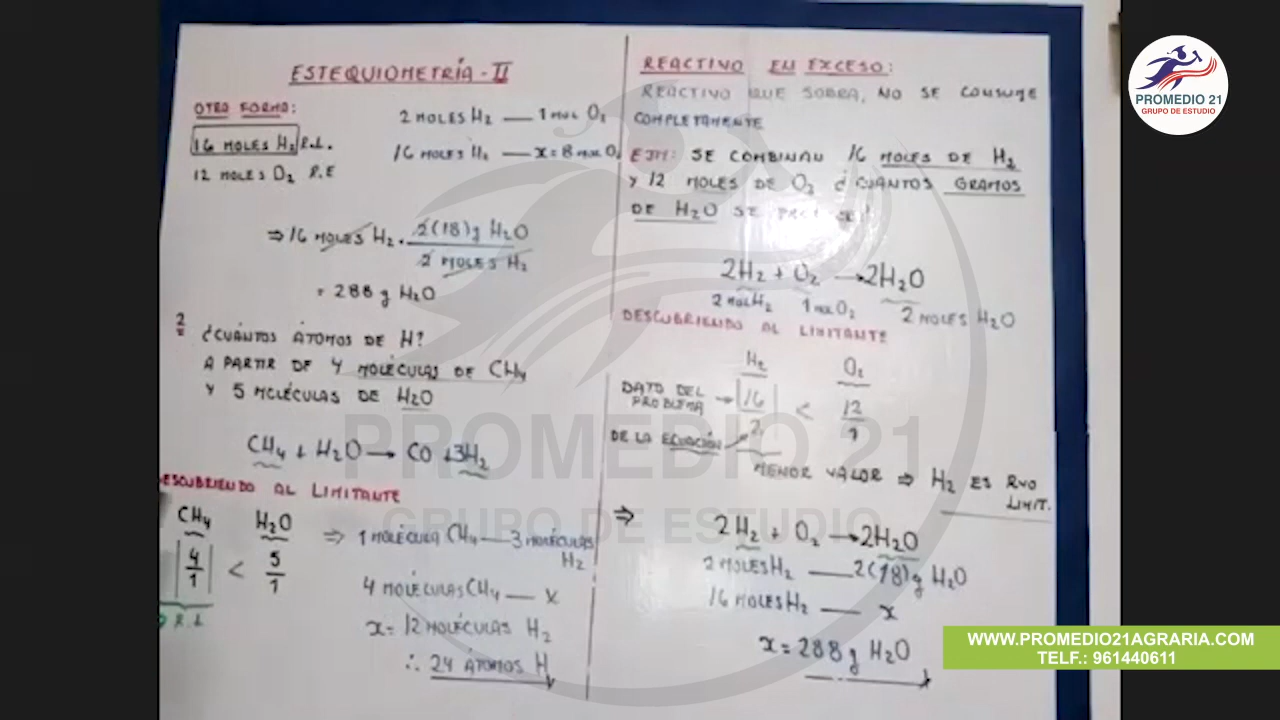 ESTEQUIOMETRÍA - II
OTRA FORMA:
16 MOLES H₂ R.L.
12 MOLES O₂ R.E
2 MOLES H₂ — 1 MOL O₂
16 MOLES H₂ — X = 8 MOL O₂
⇒ 16 MOLES H₂ . 2(18)g H₂O
2 MOLES H₂
= 288 g H₂O
2
¿CUÁNTOS ÁTOMOS DE H?
A PARTIR DE 4 MOLÉCULAS DE CH₄
Y 5 MOLÉCULAS DE H₂O
CH₄ + H₂O → CO + 3H₂
DESCUBRIENDO AL LIMITANTE
CH₄ H₂O
4/1 < 5/1
R.L
⇒ 1 MOLÉCULA CH₄ — 3 MOLÉCULAS
H₂
4 MOLÉCULAS CH₄ — X
X = 12 MOLÉCULAS H₂
∴ 24 ÁTOMOS H
REACTIVO EN EXCESO:
REACTIVO QUE SOBRA, NO SE CONSUME
COMPLETAMENTE
EJM: SE COMBINAN 16 MOLES DE H₂
Y 12 MOLES DE O₂ ¿CUÁNTOS GRAMOS
DE H₂O SE
2H₂ + O₂ → 2H₂O
2 MOL H₂ 1 MOL O₂ 2 MOLES H₂O
DESCUBRIENDO AL LIMITANTE
H₂ O₂
DATO DEL
PROBLEMA → 16 < 12
DE LA ECUACIÓN → 2 1
MENOR VALOR ⇒ H₂ ES RVO
LIMIT.
⇒ 2H₂ + O₂ → 2H₂O
2 MOLES H₂ — 2(18)g H₂O
16 MOLES H₂ — X
X = 288 g H₂O
PROMEDIO 21
GRUPO DE ESTUDIO
PROMEDIO 21
GRUPO DE ESTUDIO
WWW.PROMEDIO21AGRARIA.COM
TELF.: 961440611